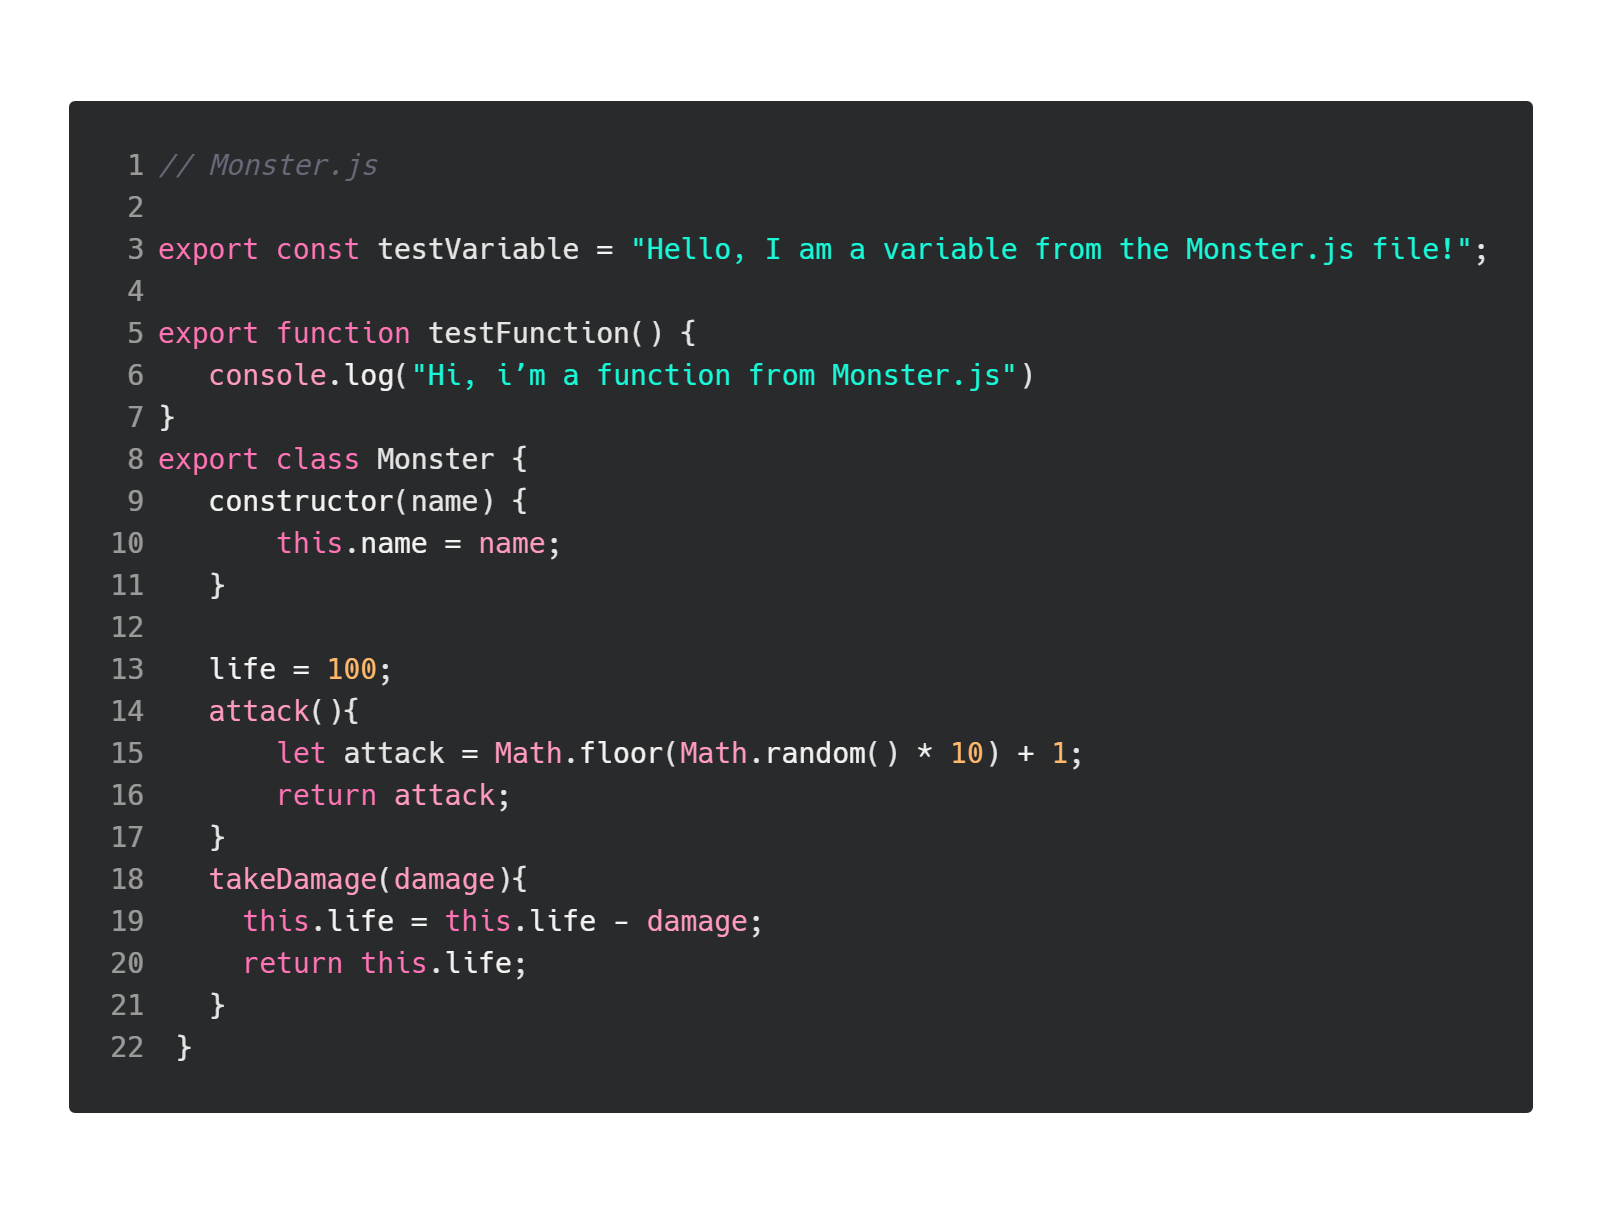 1 // Monster.js
2
3 export const testVariable = "Hello, I am a variable from the Monster.js file!";
4
5 export function testFunction() {
6    console.log("Hi, i’m a function from Monster.js")
7 }
8 export class Monster {
9    constructor(name) {
10        this.name = name;
11    }
12
13    life = 100;
14    attack(){
15        let attack = Math.floor(Math.random() * 10) + 1;
16        return attack;
17    }
18    takeDamage(damage){
19      this.life = this.life - damage;
20      return this.life;
21    }
22  }